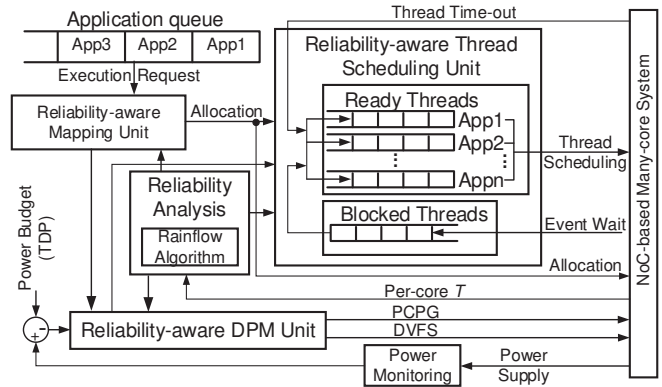 Application queue
App3 App2 App1
Execution Request
Reliability-aware
Mapping Unit
Allocation
Reliability
Analysis
Rainflow
Algorithm
Power Budget
(TDP)
+ -
Reliability-aware DPM Unit
Thread Time-out
Reliability-aware Thread
Scheduling Unit
Ready Threads
App1
App2
...
...
Appn
Blocked Threads
Thread
Scheduling
Event Wait
Allocation
Per-core T
PCPG
DVFS
Power
Monitoring
Power
Supply
NoC-based Many-core System